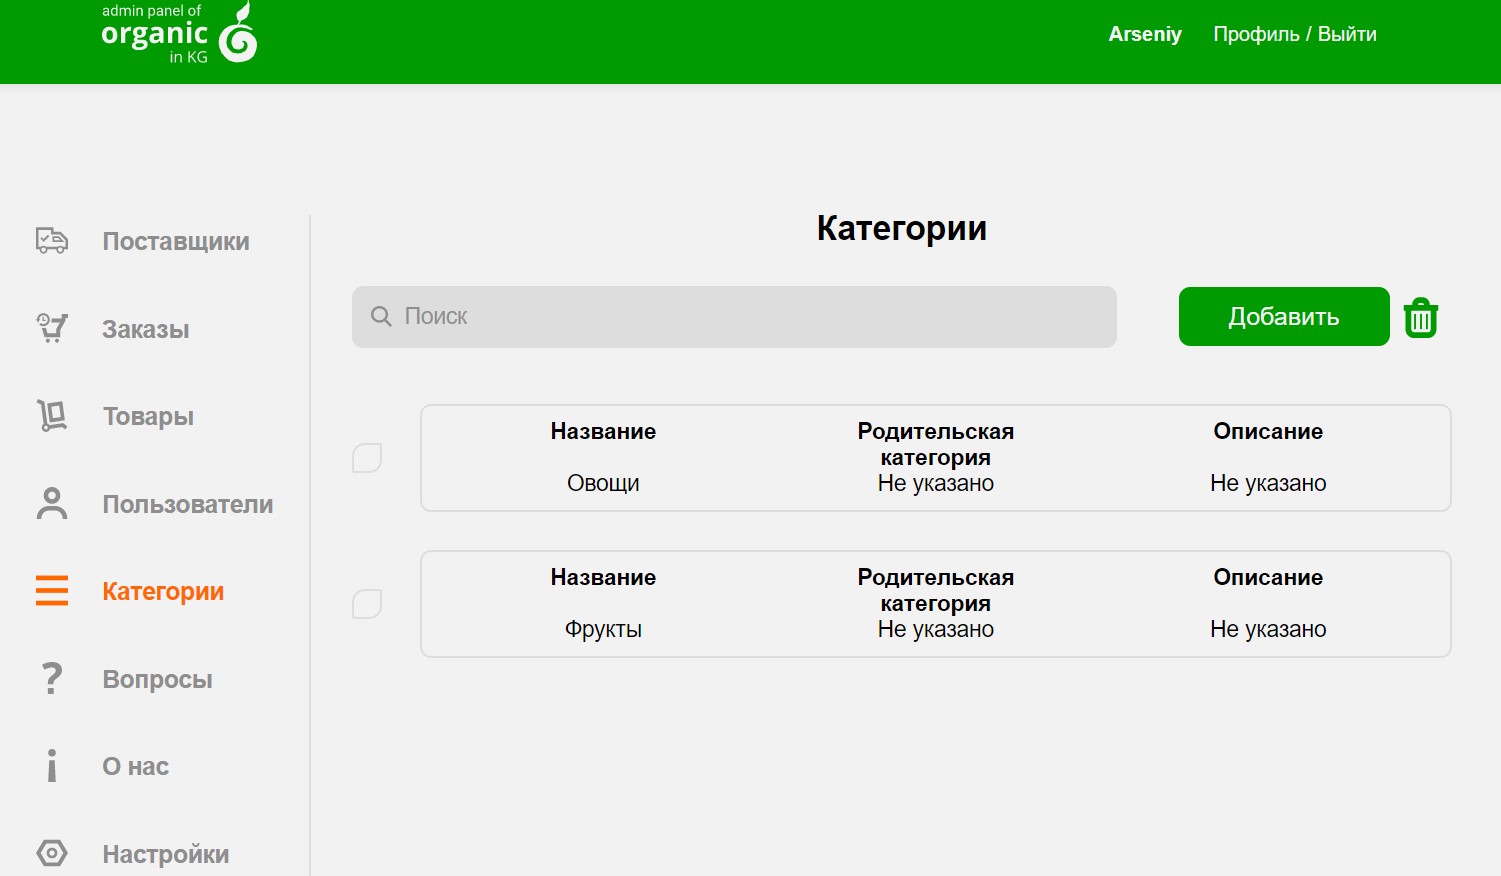 admin panel of
organic
in KG
Arseniy
Профиль / Выйти
Поставщики
Заказы
Товары
Пользователи
Категории
Вопросы
О нас
Настройки
Категории
Поиск
Добавить
Название
Родительская
категория
Описание
Овощи
Не указано
Не указано
Название
Родительская
категория
Описание
Фрукты
Не указано
Не указано